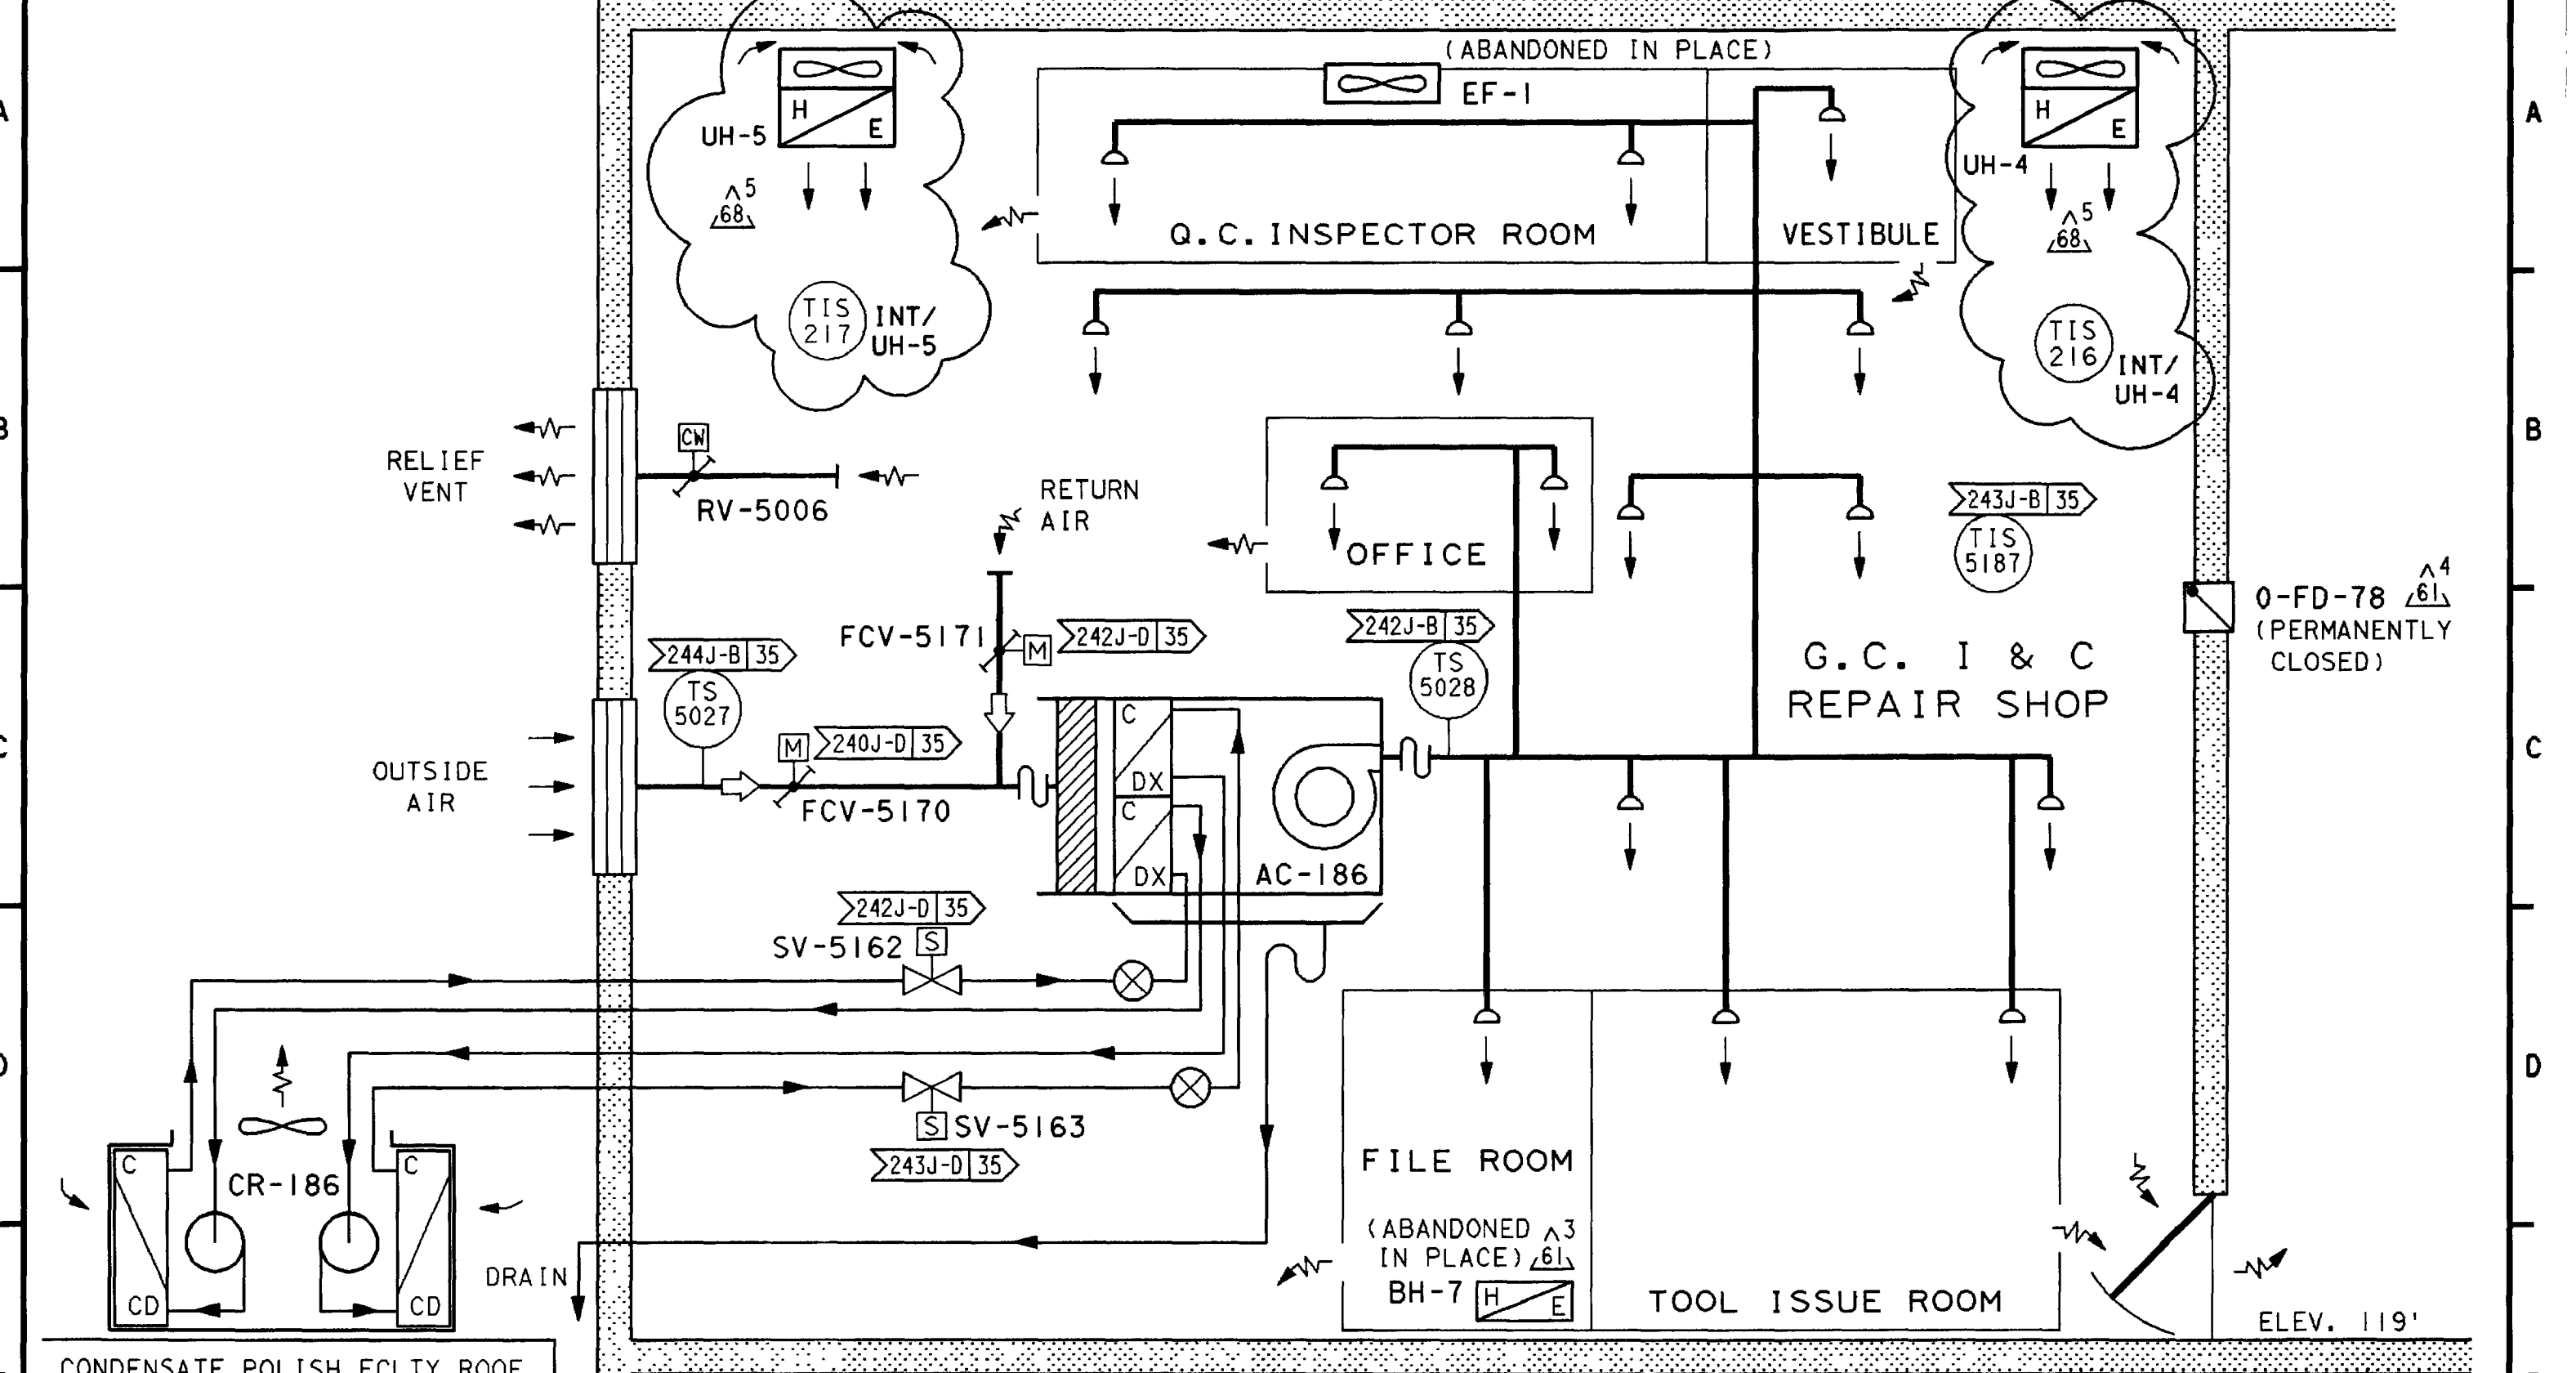 A
A
(ABANDONED IN PLACE)
EF-1
H
E
UH-5
5
68
H
E
UH-4
5
68
Q.C. INSPECTOR ROOM
VESTIBULE
TIS
217
INT/
UH-5
TIS
216
INT/
UH-4
B
B
RELIEF
VENT
CW
RV-5006
RETURN
AIR
OFFICE
243J-B 35
TIS
5187
0-FD-78
4
61
(PERMANENTLY
CLOSED)
FCV-5171
M
242J-D 35
242J-B 35
TS
5028
244J-B 35
TS
5027
G.C. I & C
REPAIR SHOP
C
C
OUTSIDE
AIR
M
240J-D 35
FCV-5170
C
DX
C
DX
AC-186
242J-D 35
SV-5162
S
D
D
S
SV-5163
243J-D 35
C
CD
CR-186
C
CD
DRAIN
FILE ROOM
(ABANDONED
IN PLACE)
3
61
BH-7
H
E
TOOL ISSUE ROOM
ELEV. 119'
CONDENSATE POLISH FCLTY ROOF